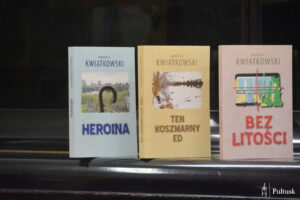 KWIATKOWSKI
HEROINA
KWIATKOWSKI
TEN
KOSZMARNY
ED
KWIATKOWSKI
BEZ
LITOŚCI
Pułtusk